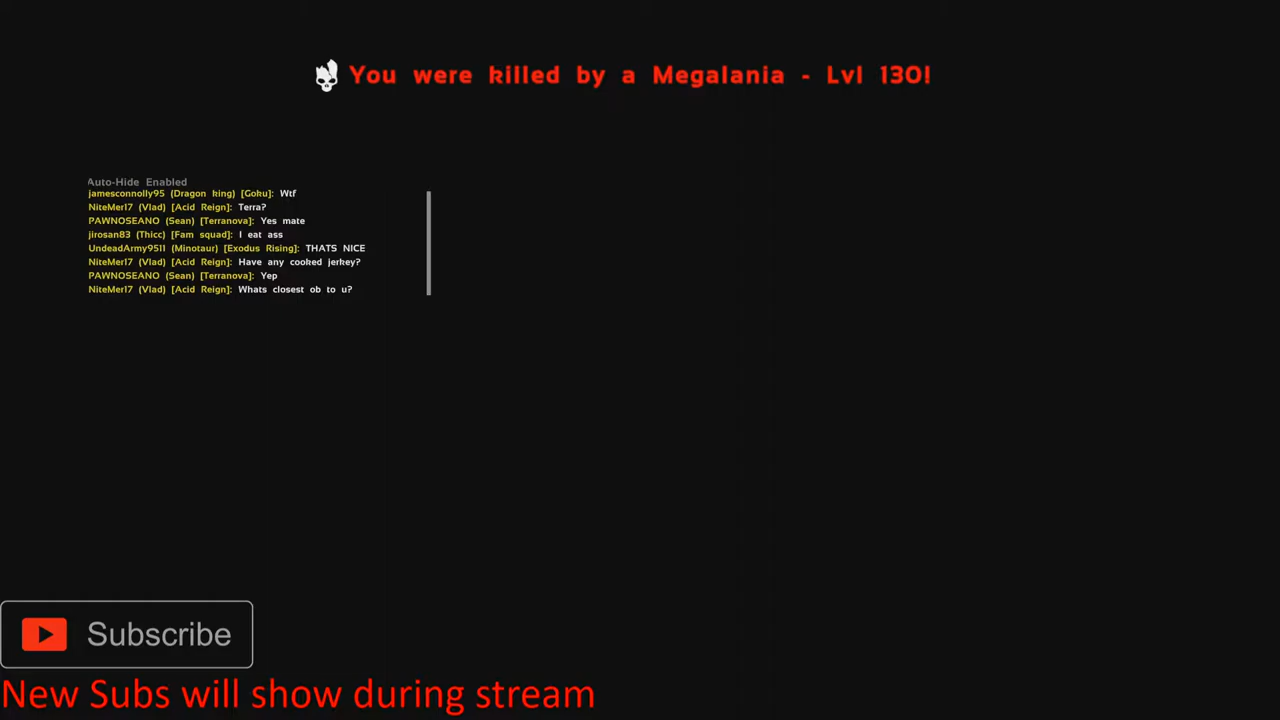 You were killed by a Megalania - Lvl 130!
Auto-Hide Enabled
jamesconnolly95 (Dragon king) [Goku]: Wtf
NiteMer17 (Vlad) [Acid Reign]: Terra?
PAWNOSEANO (Sean) [Terranova]: Yes mate
jirosan83 (Thicc) [Fam squad]: I eat ass
UndeadArmy9511 (Minotaur) [Exodus Rising]: THATS NICE
NiteMer17 (Vlad) [Acid Reign]: Have any cooked jerkey?
PAWNOSEANO (Sean) [Terranova]: Yep
NiteMer17 (Vlad) [Acid Reign]: Whats closest ob to u?
Subscribe
New Subs will show during stream